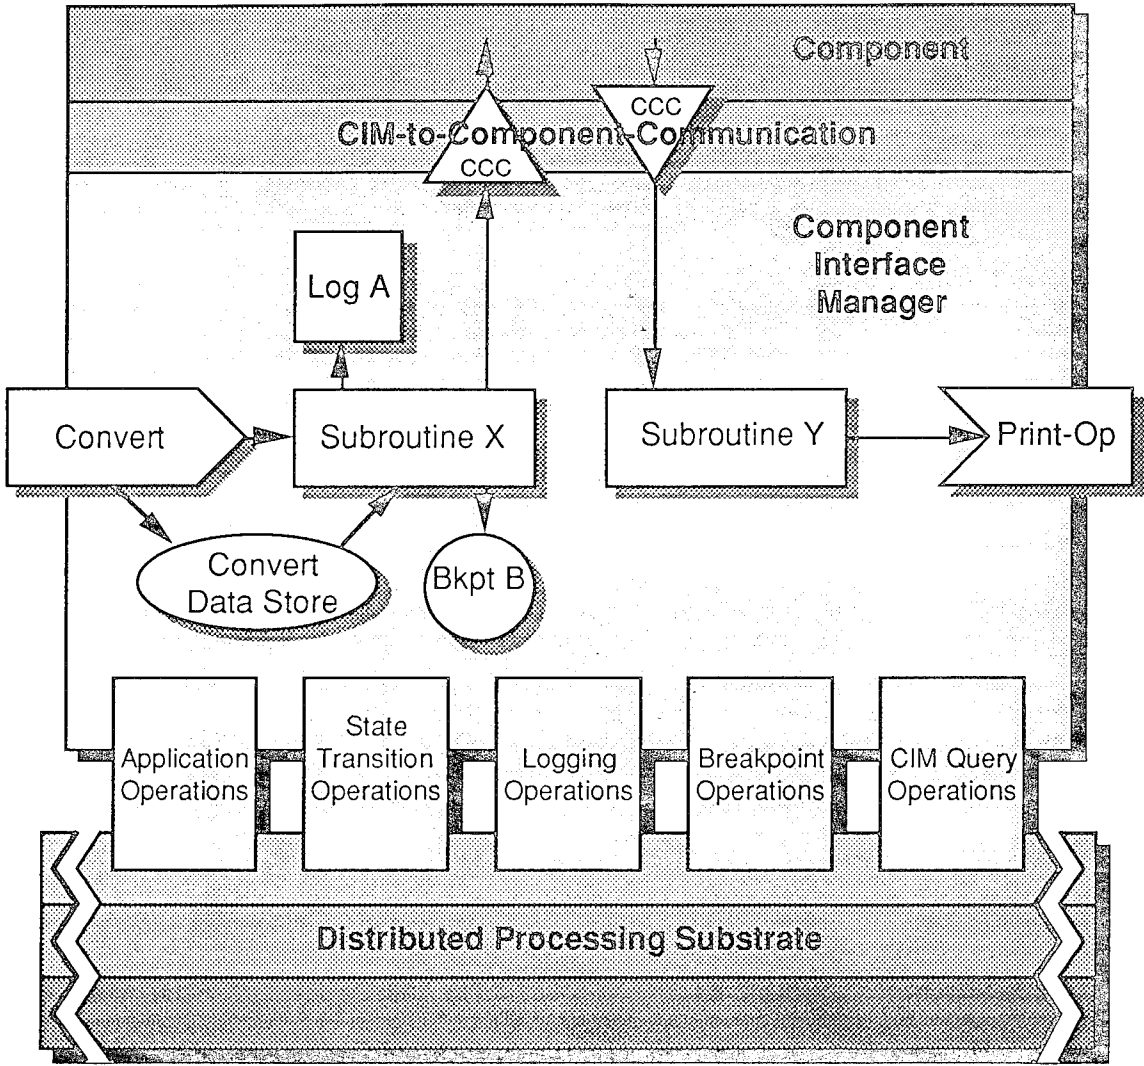 Component
CCC
CIM-to-Component-Communication
CCC
Component
Interface
Manager
Log A
Convert
Subroutine X
Subroutine Y
Print-Op
Convert
Data Store
Bkpt B
Application
Operations
State
Transition
Operations
Logging
Operations
Breakpoint
Operations
CIM Query
Operations
Distributed Processing Substrate